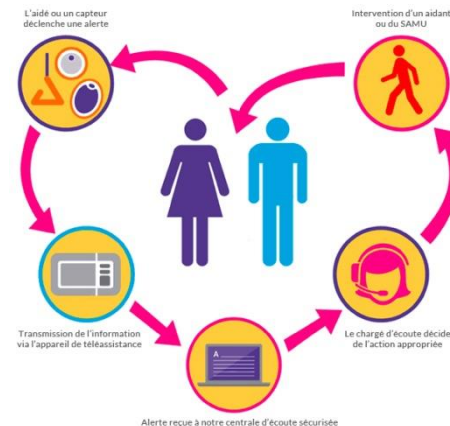 L'aidé ou un capteur
déclenche une alerte
Intervention d'un aidant
ou du SAMU
Transmission de l'information
via l'appareil de téléassistance
Le chargé d'écoute décide
de l'action appropriée
A
Alerte reçue à notre centrale d'écoute sécurisée